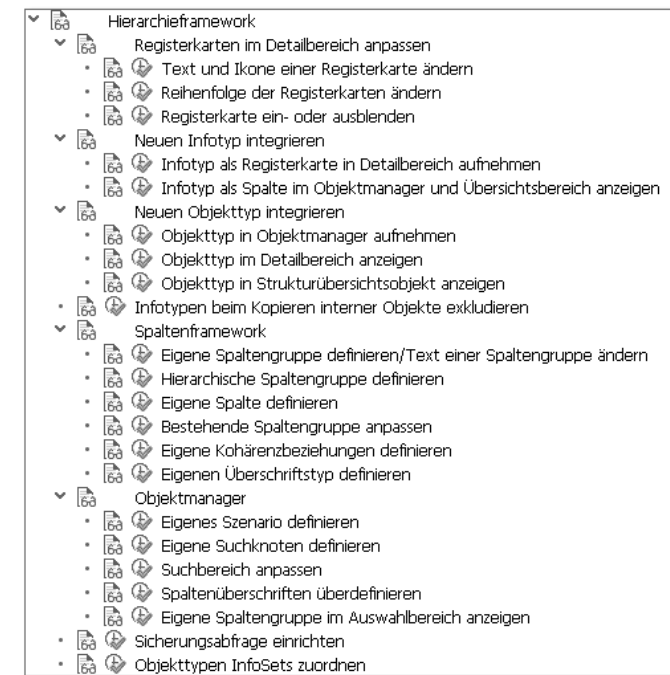 Hierarchieframework
Registerkarten im Detailbereich anpassen
Text und Ikone einer Registerkarte ändern
Reihenfolge der Registerkarten ändern
Registerkarte ein- oder ausblenden
Neuen Infotyp integrieren
Infotyp als Registerkarte in Detailbereich aufnehmen
Infotyp als Spalte im Objektmanager und Übersichtsbereich anzeigen
Neuen Objekttyp integrieren
Objekttyp in Objektmanager aufnehmen
Objekttyp im Detailbereich anzeigen
Objekttyp in Strukturübersichtsobjekt anzeigen
Infotypen beim Kopieren interner Objekte exkludieren
Spaltenframework
Eigene Spaltengruppe definieren/Text einer Spaltengruppe ändern
Hierarchische Spaltengruppe definieren
Eigene Spalte definieren
Bestehende Spaltengruppe anpassen
Eigene Kohärenzbeziehungen definieren
Eigenen Überschriftstyp definieren
Objektmanager
Eigenes Szenario definieren
Eigene Suchknoten definieren
Suchbereich anpassen
Spaltenüberschriften überdefinieren
Eigene Spaltengruppe im Auswahlbereich anzeigen
Sicherungsabfrage einrichten
Objekttypen InfoSets zuordnen